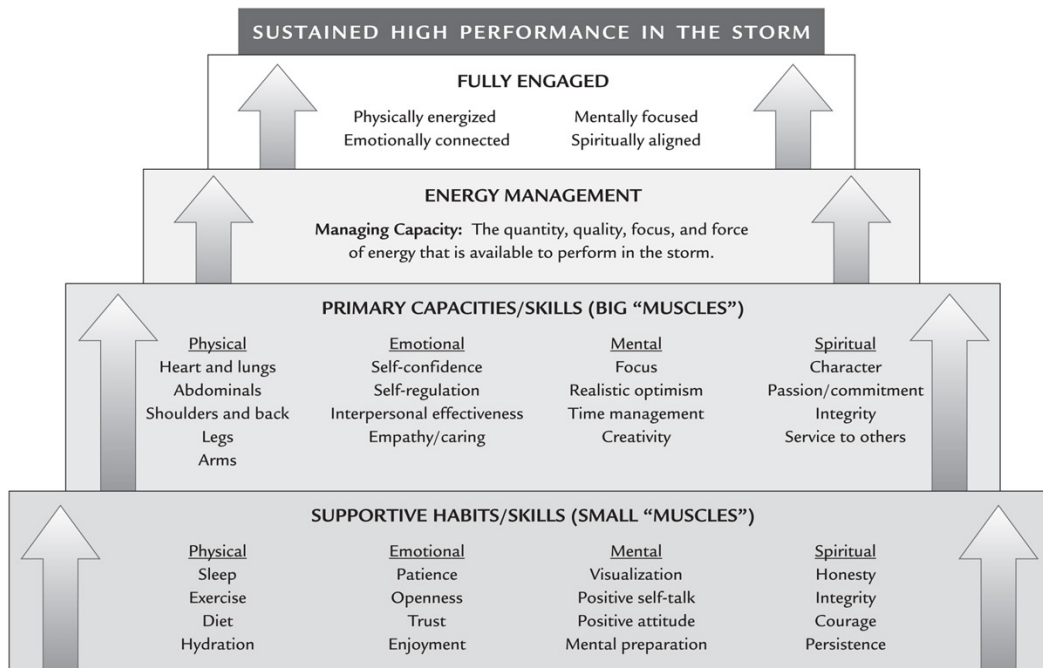 SUSTAINED HIGH PERFORMANCE IN THE STORM
FULLY ENGAGED
Physically energized Mentally focused
Emotionally connected Spiritually aligned
ENERGY MANAGEMENT
Managing Capacity: The quantity, quality, focus, and force
of energy that is available to perform in the storm.
PRIMARY CAPACITIES/SKILLS (BIG “MUSCLES”)
Physical Emotional Mental Spiritual
Heart and lungs Self-confidence Focus Character
Abdominals Self-regulation Realistic optimism Passion/commitment
Shoulders and back Interpersonal effectiveness Time management Integrity
Legs Empathy/caring Creativity Service to others
Arms
SUPPORTIVE HABITS/SKILLS (SMALL “MUSCLES”)
Physical Emotional Mental Spiritual
Sleep Patience Visualization Honesty
Exercise Openness Positive self-talk Integrity
Diet Trust Positive attitude Courage
Hydration Enjoyment Mental preparation Persistence